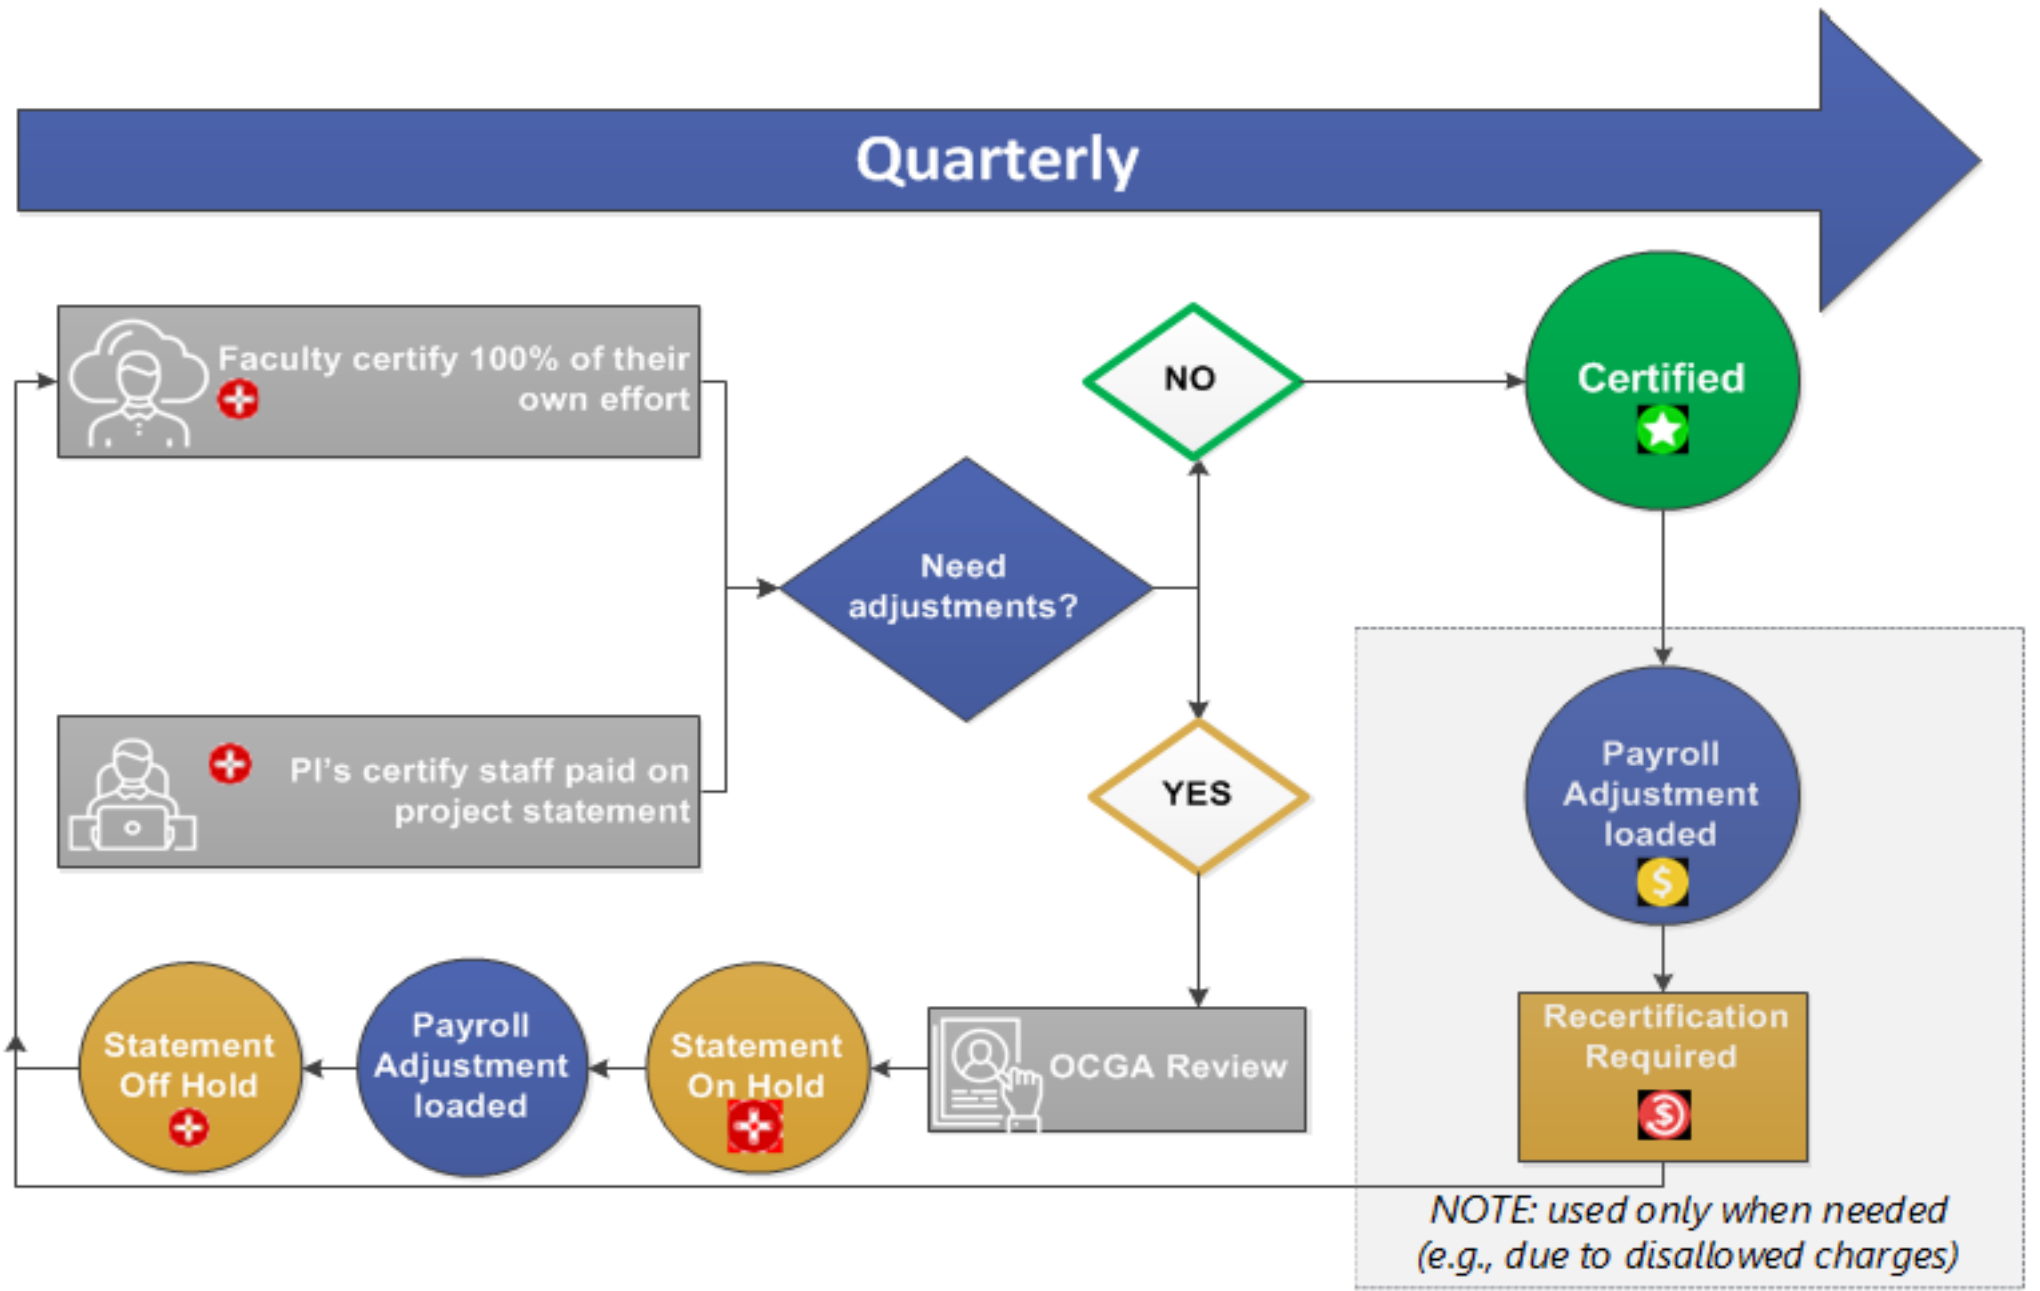 Quarterly
Faculty certify 100% of their
own effort
NO
Certified
Need
adjustments?
PI's certify staff paid on
project statement
YES
Payroll
Adjustment
loaded
$
Statement
Off Hold
Payroll
Adjustment
loaded
Statement
On Hold
OCGA Review
Recertification
Required
$
NOTE: used only when needed
(e.g., due to disallowed charges)